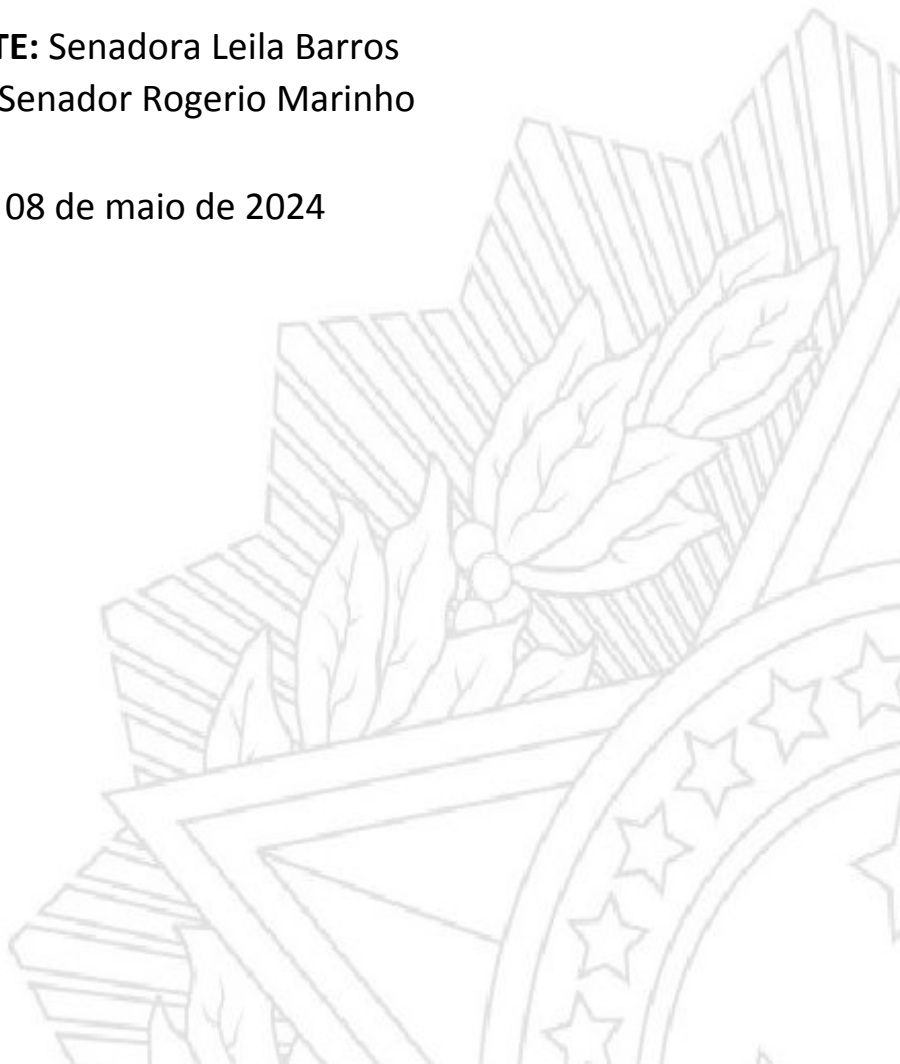 TE: Senadora Leila Barros
Senador Rogerio Marinho
08 de maio de 2024